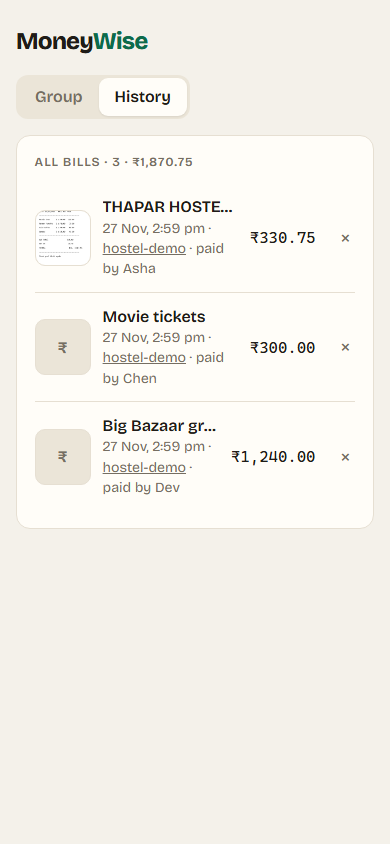 MoneyWise
Group History
ALL BILLS · 3 · ₹1,870.75
THAPAR HOSTE...
27 Nov, 2:59 pm ·
hostel-demo · paid
by Asha
₹330.75 ×
₹
Movie tickets
27 Nov, 2:59 pm ·
hostel-demo · paid
by Chen
₹300.00 ×
₹
Big Bazaar gr...
27 Nov, 2:59 pm ·
hostel-demo ·
paid by Dev
₹1,240.00 ×